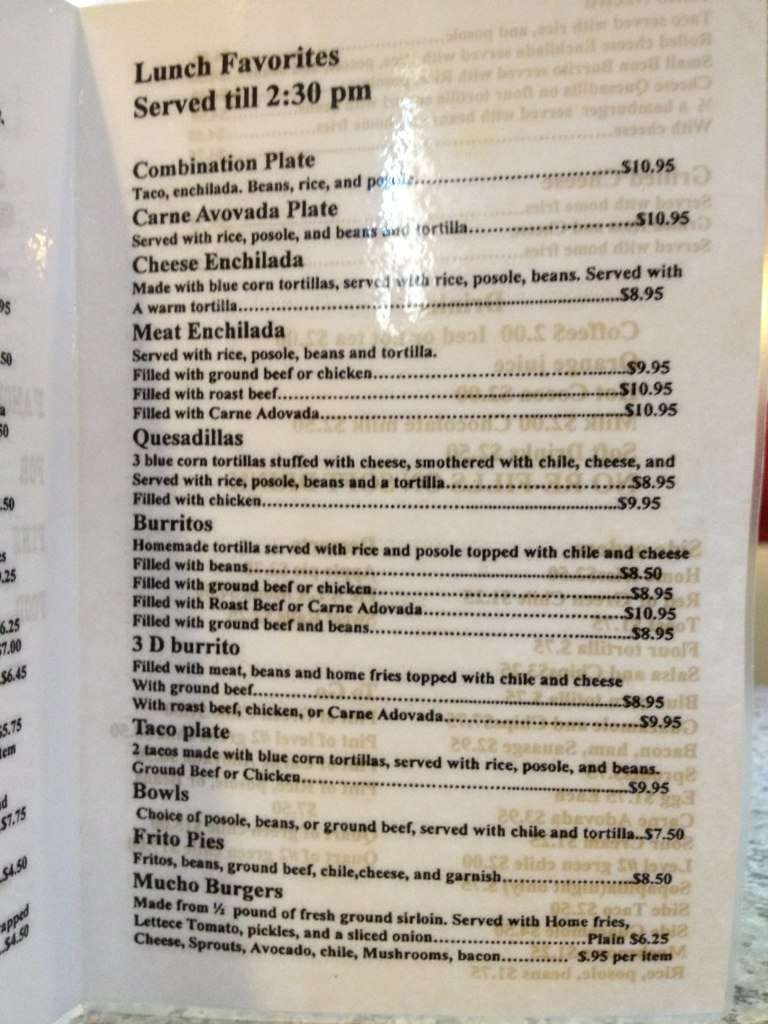 Lunch Favorites
Served till 2:30 pm
Combination Plate
Taco, enchilada. Beans, rice, and posole..............................$10.95
Carne Avovada Plate
Served with rice, posole, and beans and tortilla........................$10.95
Cheese Enchilada
Made with blue corn tortillas, served with rice, posole, beans. Served with
A warm tortilla.................................................................$8.95
Meat Enchilada
Served with rice, posole, beans and tortilla.
Filled with ground beef or chicken..........................................$9.95
Filled with roast beef..........................................................$10.95
Filled with Carne Adovada...................................................$10.95
Quesadillas
3 blue corn tortillas stuffed with cheese, smothered with chile, cheese, and
Served with rice, posole, beans and a tortilla.............................$8.95
Filled with chicken.............................................................$9.95
Burritos
Homemade tortilla served with rice and posole topped with chile and cheese
Filled with beans................................................................$8.50
Filled with ground beef or chicken..........................................$8.95
Filled with Roast Beef or Carne Adovada.................................$10.95
Filled with ground beef and beans...........................................$8.95
3 D burrito
Filled with meat, beans and home fries topped with chile and cheese
With ground beef................................................................$8.95
With roast beef, chicken, or Carne Adovada...............................$9.95
Taco plate
2 tacos made with blue corn tortillas, served with rice, posole, and beans.
Ground Beef or Chicken.......................................................$9.95
Bowls
Choice of posole, beans, or ground beef, served with chile and tortilla..$7.50
Frito Pies
Fritos, beans, ground beef, chile,cheese, and garnish......................$8.50
Mucho Burgers
Made from ½ pound of fresh ground sirloin. Served with Home fries,
Lettece Tomato, pickles, and a sliced onion..........................Plain $6.25
Cheese, Sprouts, Avocado, chile, Mushrooms, bacon............ $.95 per item